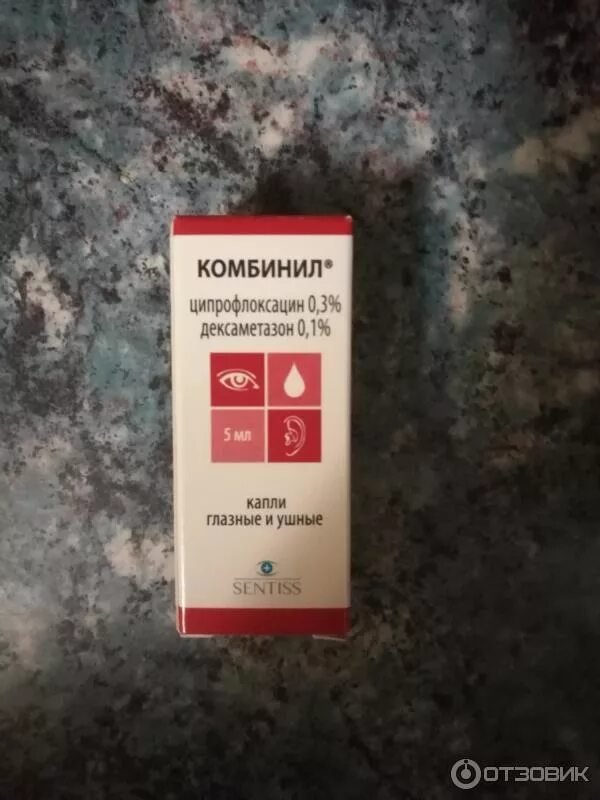 КОМБИНИЛ®
ципрофлоксацин 0,3%
дексаметазон 0,1%
5 мл
капли
глазные и ушные
SENTISS
ОТЗОВИК